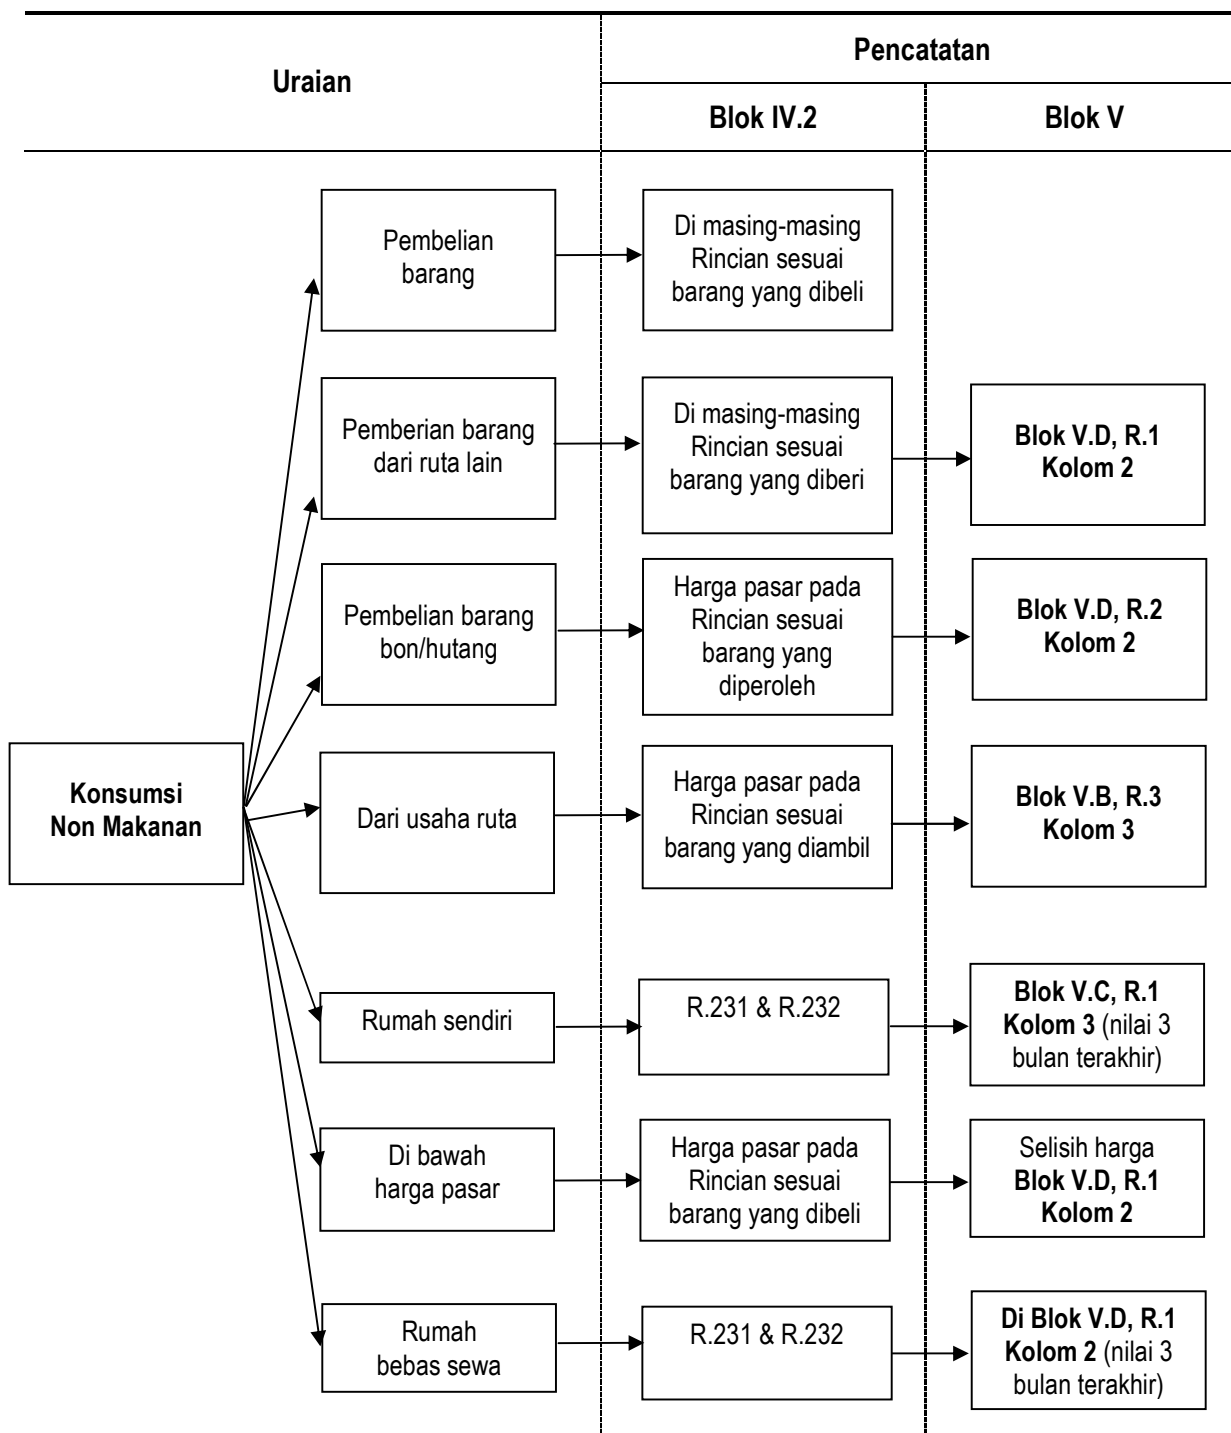 Uraian
Pencatatan
Blok IV.2
Blok V
Pembelian
barang
Di masing-masing
Rincian sesuai
barang yang dibeli
Pemberian barang
dari ruta lain
Di masing-masing
Rincian sesuai
barang yang diberi
Blok V.D, R.1
Kolom 2
Pembelian barang
bon/hutang
Harga pasar pada
Rincian sesuai
barang yang
diperoleh
Blok V.D, R.2
Kolom 2
Konsumsi
Non Makanan
Dari usaha ruta
Harga pasar pada
Rincian sesuai
barang yang diambil
Blok V.B, R.3
Kolom 3
Rumah sendiri
R.231 & R.232
Blok V.C, R.1
Kolom 3 (nilai 3
bulan terakhir)
Di bawah
harga pasar
Harga pasar pada
Rincian sesuai
barang yang dibeli
Selisih harga
Blok V.D, R.1
Kolom 2
Rumah
bebas sewa
R.231 & R.232
Di Blok V.D, R.1
Kolom 2 (nilai 3
bulan terakhir)